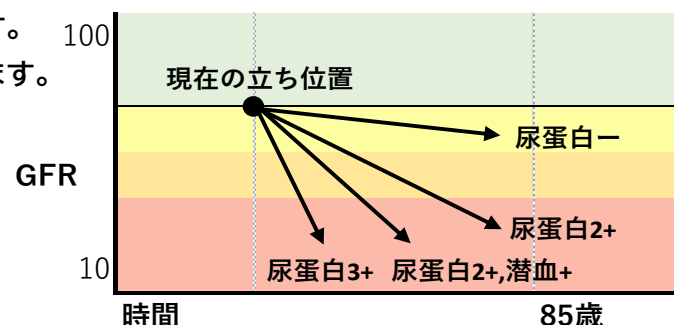 す。
ます。
100
現在の立ち位置
尿蛋白ー
GFR
尿蛋白2+
10
尿蛋白3+ 尿蛋白2+,潜血+
時間
85歳